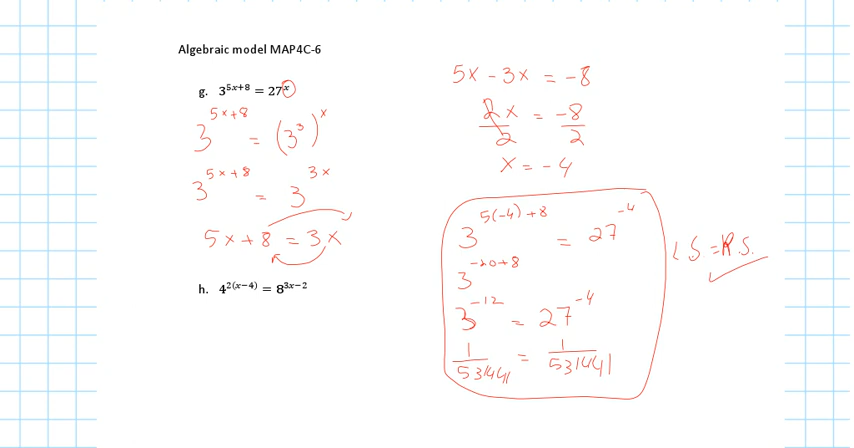 Algebraic model MAP4C-6
g. 3^(5x+8) = 27^x
3^(5x+8) = (3^3)^x
3^(5x+8) = 3^(3x)
5x + 8 = 3x
h. 4^(2(x−4)) = 8^(3x−2)
5x - 3x = -8
2x/2 = -8/2
x = -4
3^(5(-4)+8) = 27^(-4)
3^(-20+8)
3^(-12) = 27^(-4)
1/531441 = 1/531441
L.S = R.S.